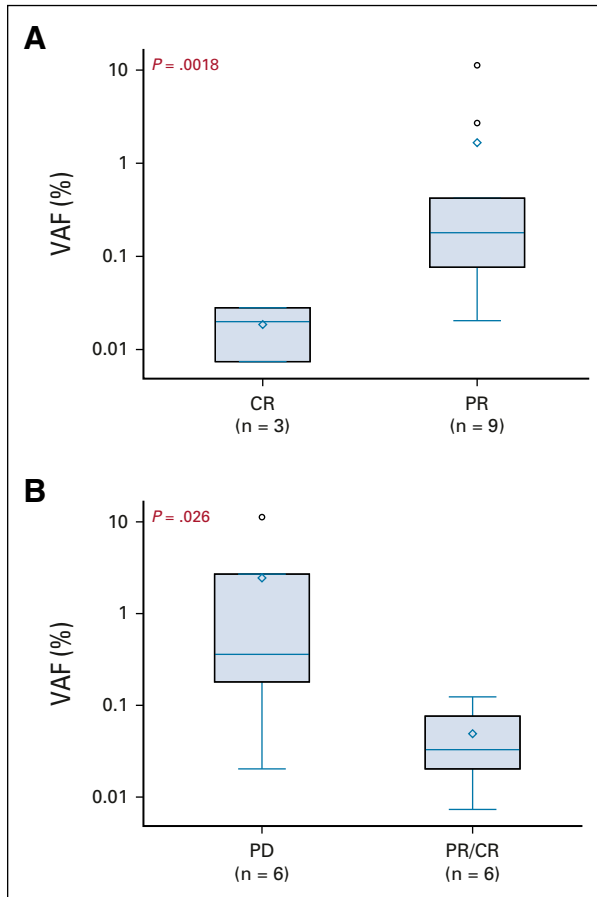 A
P = .0018
VAF (%)
10
1
0.1
0.01
CR
(n = 3)
PR
(n = 9)
B
P = .026
VAF (%)
10
1
0.1
0.01
PD
(n = 6)
PR/CR
(n = 6)